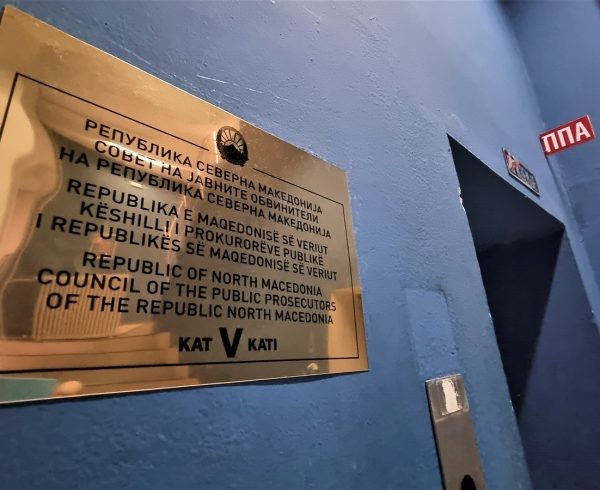 РЕПУБЛИКА СЕВЕРНА МАКЕДОНИЈА
СОВЕТ НА ЈАВНИТЕ ОБВИНИТЕЛИ
НА РЕПУБЛИКА СЕВЕРНА МАКЕДОНИЈА
REPUBLIKA E MAQEDONISË SË VERIUT
KËSHILLI I PROKURORËVE PUBLIKË
I REPUBLIKËS SË MAQEDONISË SË VERIUT
REPUBLIC OF NORTH MACEDONIA
COUNCIL OF THE PUBLIC PROSECUTORS
OF THE REPUBLIC NORTH MACEDONIA
КАТ V KATI
ППА